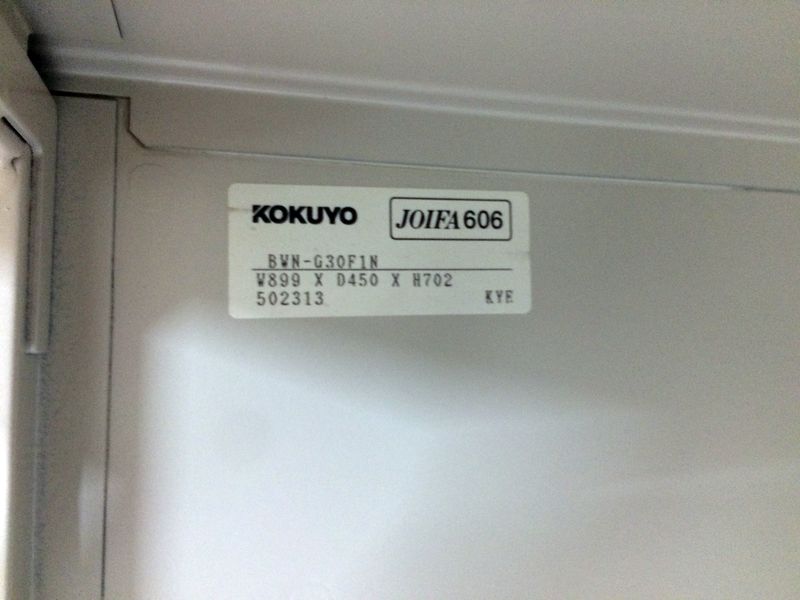 KOKUYO JOIFA606
BWN-G30F1N
W899 X D450 X H702
502313 KYE